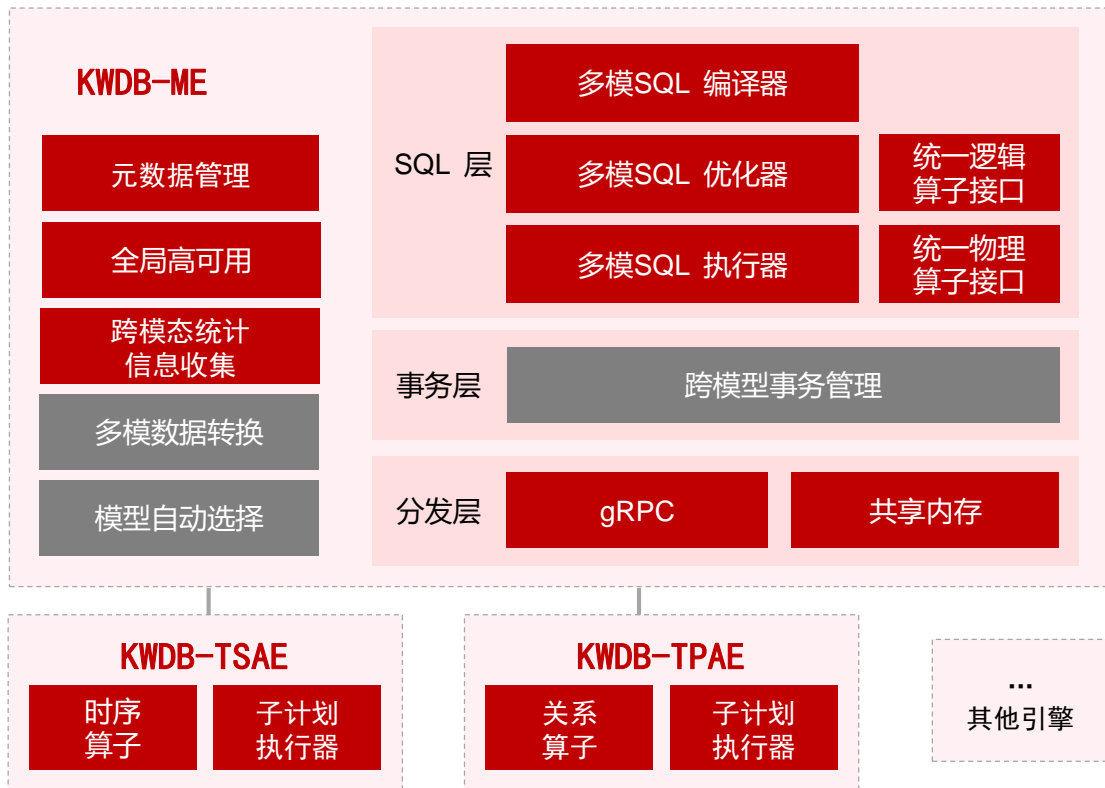 KWDB-ME
元数据管理
全局高可用
跨模态统计
信息收集
多模数据转换
模型自动选择
SQL 层
多模SQL 编译器
多模SQL 优化器
统一逻辑
算子接口
多模SQL 执行器
统一物理
算子接口
事务层
跨模型事务管理
分发层
gRPC
共享内存
KWDB-TSAE
时序
算子
子计划
执行器
KWDB-TPAE
关系
算子
子计划
执行器
...
其他引擎